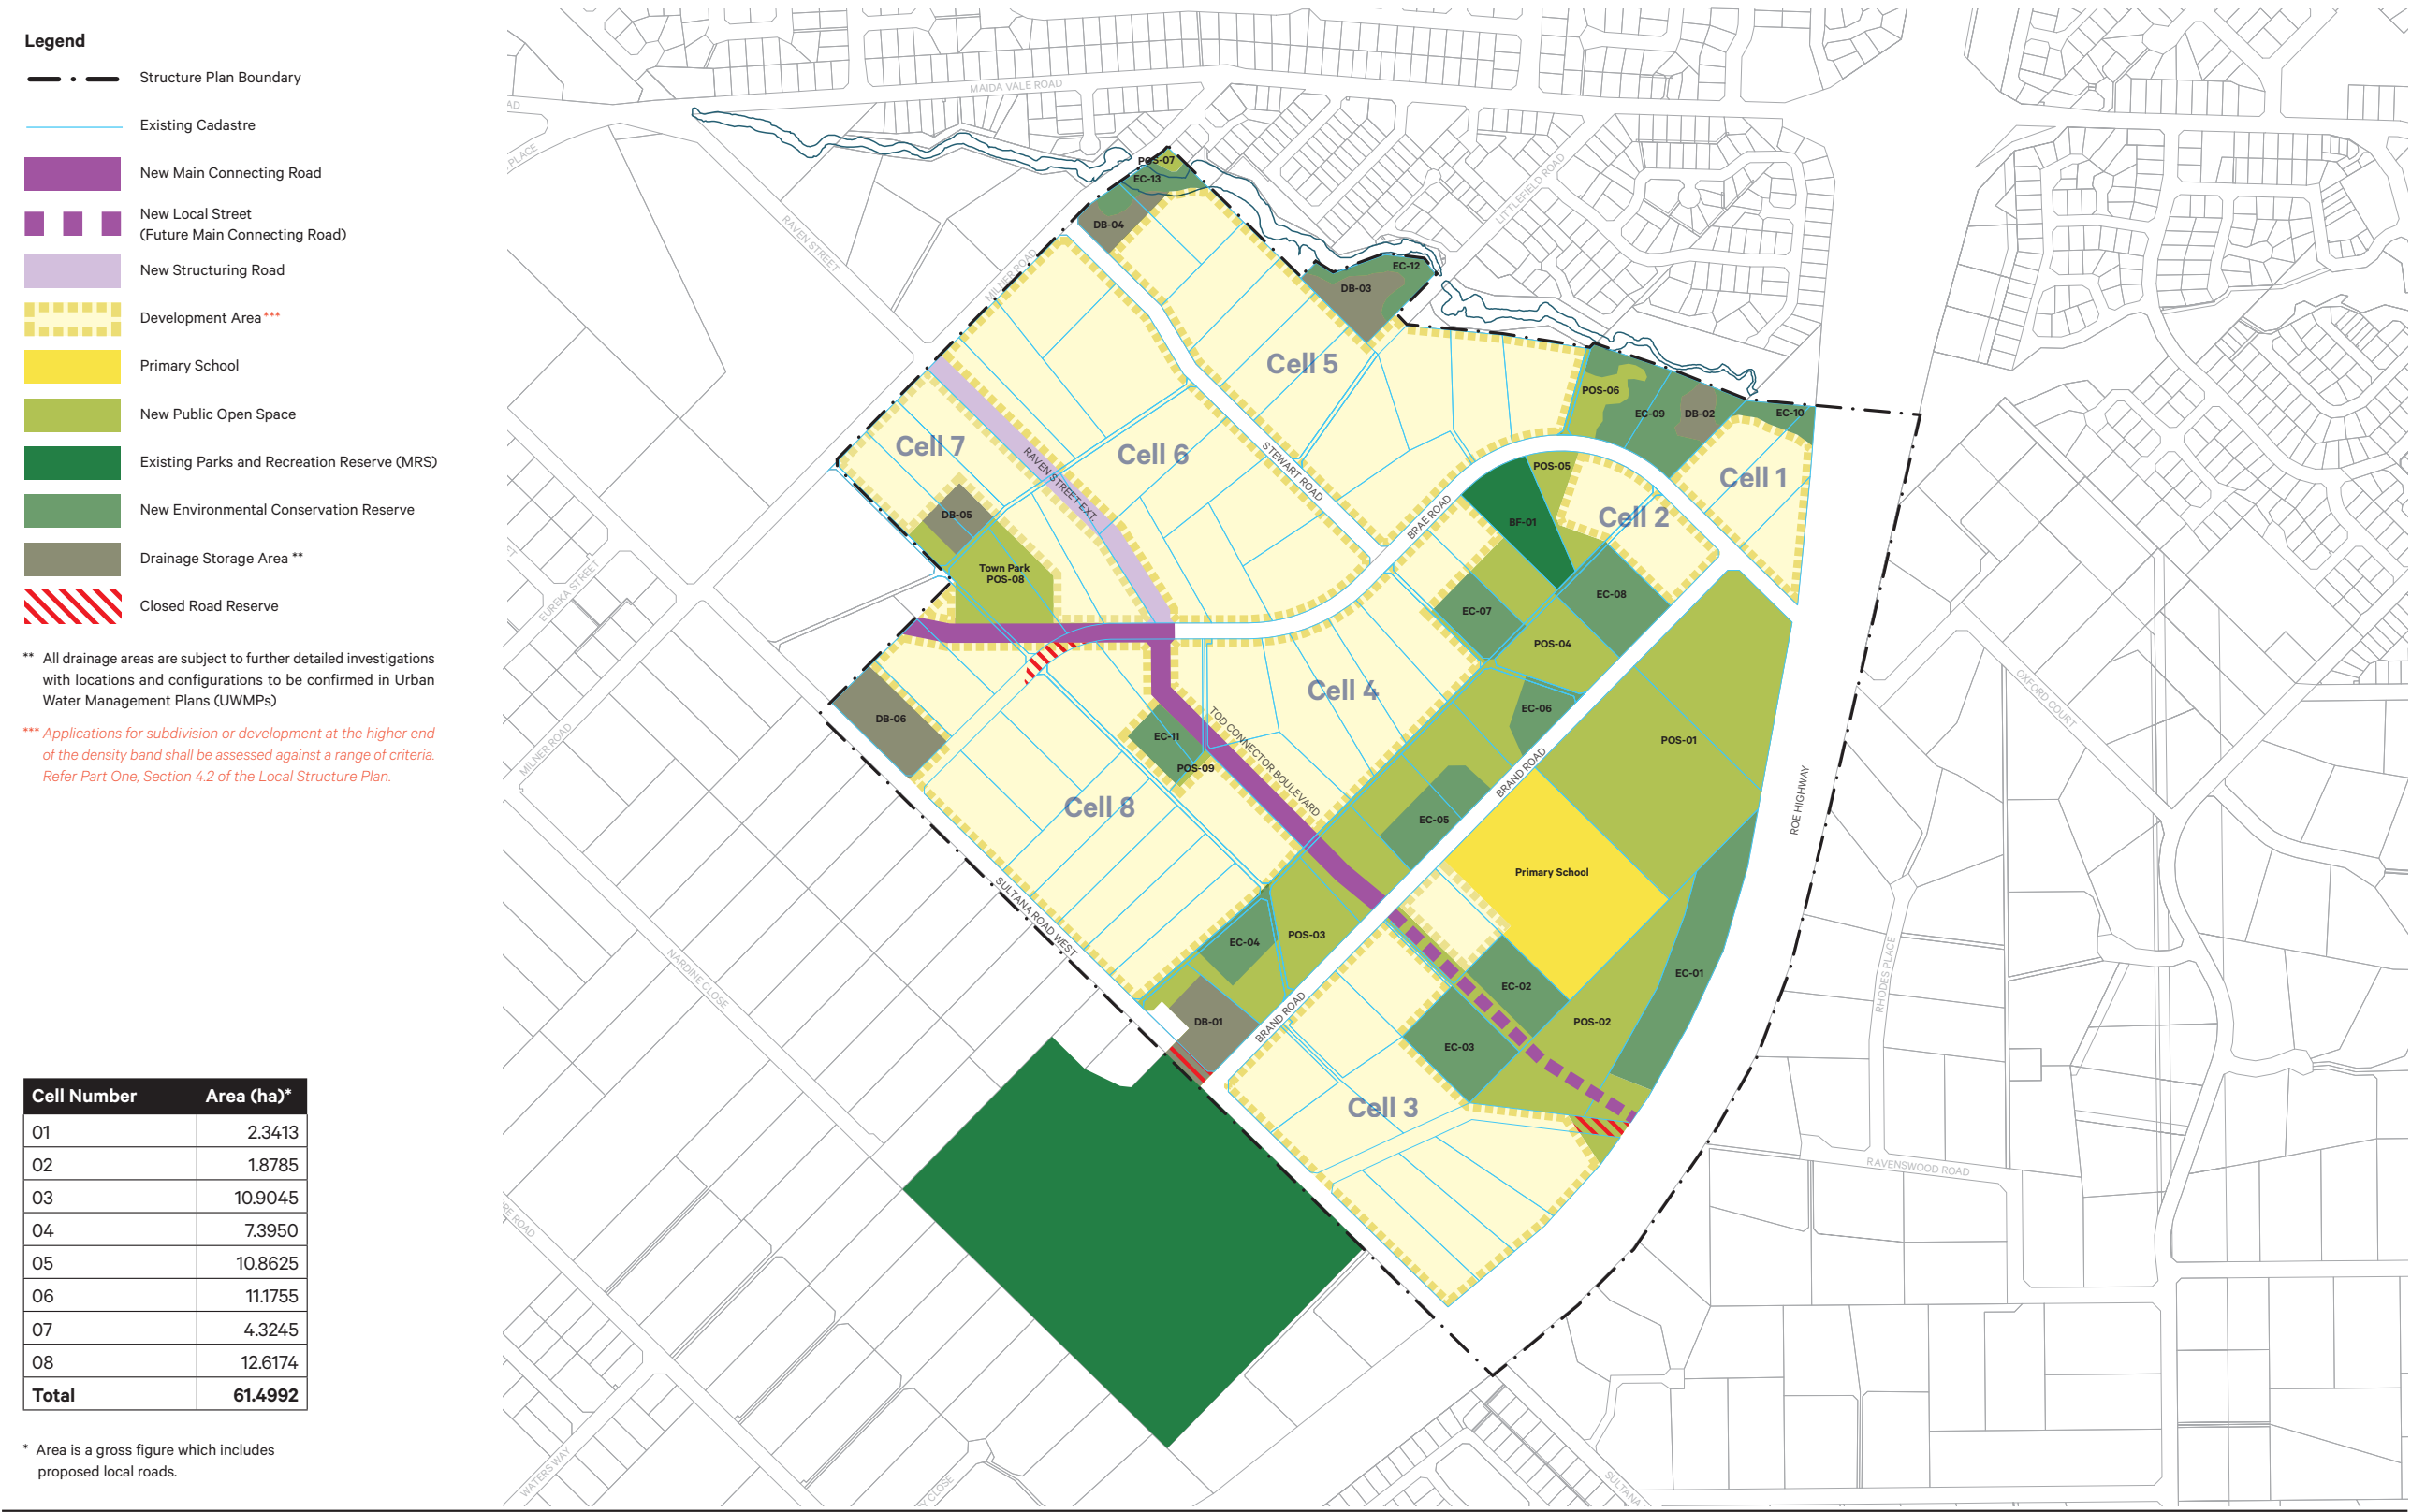 Legend
Structure Plan Boundary
Existing Cadastre
New Main Connecting Road
New Local Street
(Future Main Connecting Road)
New Structuring Road
Development Area***
Primary School
New Public Open Space
Existing Parks and Recreation Reserve (MRS)
New Environmental Conservation Reserve
Drainage Storage Area **
Closed Road Reserve
** All drainage areas are subject to further detailed investigations
with locations and configurations to be confirmed in Urban
Water Management Plans (UWMPs)
*** Applications for subdivision or development at the higher end
of the density band shall be assessed against a range of criteria.
Refer Part One, Section 4.2 of the Local Structure Plan.
Cell Number Area (ha)*
01 2.3413
02 1.8785
03 10.9045
04 7.3950
05 10.8625
06 11.1755
07 4.3245
08 12.6174
Total 61.4992
* Area is a gross figure which includes
proposed local roads.
MAIDA VALE ROAD
AD
PLACE
RAVEN STREET
MILNER ROAD
LITTLEFIELD ROAD
POS-07
EC-13
DB-04
EC-12
DB-03
Cell 5
POS-06
EC-09
DB-02
EC-10
Cell 7
Cell 6
RAVEN STREET EXT.
STEWART ROAD
BRAE ROAD
POS-05
Cell 1
Cell 2
BF-01
DB-05
Town Park
POS-08
EC-07
EC-08
POS-04
EUREKA STREET
ET
MILNER ROAD
DB-06
Cell 4
EC-06
POS-01
OXFORD COURT
EC-11
POS-09
TOD CONNECTOR BOULEVARD
BRAND ROAD
ROE HIGHWAY
Cell 8
EC-05
Primary School
SULTANA ROAD WEST
EC-04
POS-03
EC-01
EC-02
RHODES PLACE
NARDINE CLOSE
DB-01
BRAND ROAD
POS-02
EC-03
Cell 3
RAVENSWOOD ROAD
RE ROAD
WATERS WAY
Y CLOSE
SULTANA